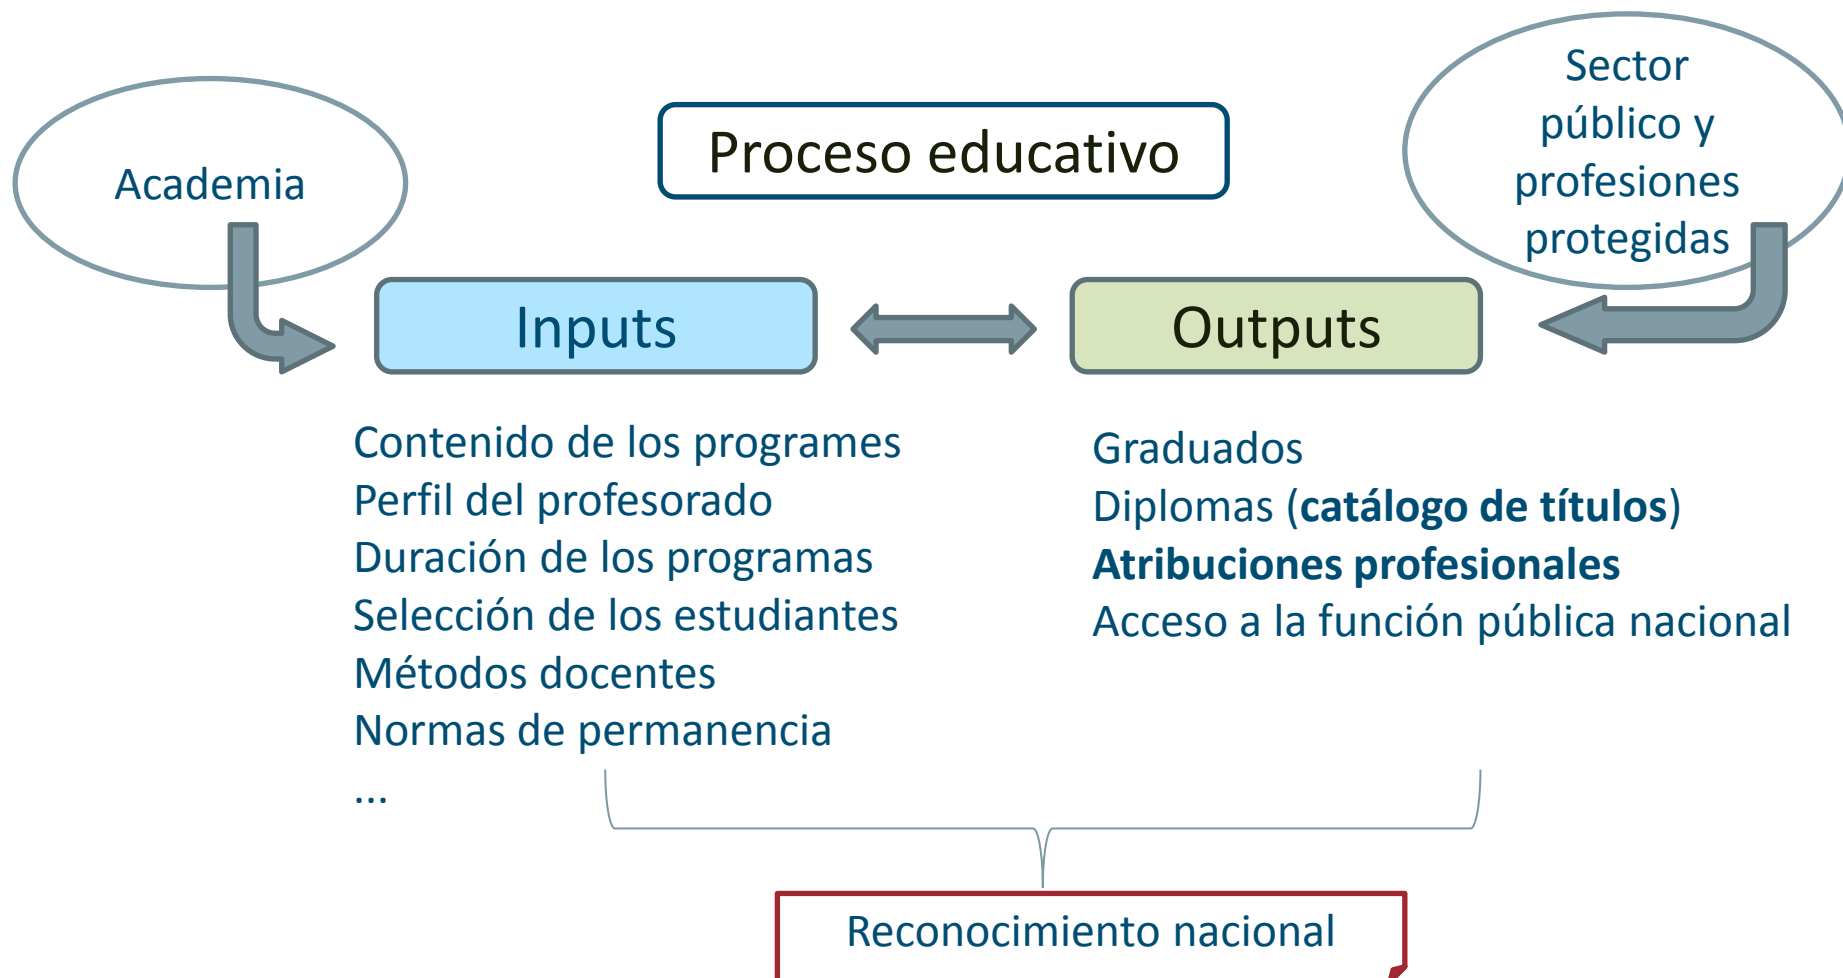 Academia
Proceso educativo
Sector
público y
profesiones
protegidas
Inputs
Outputs
Contenido de los programes
Perfil del profesorado
Duración de los programas
Selección de los estudiantes
Métodos docentes
Normas de permanencia
...
Graduados
Diplomas (catálogo de títulos)
Atribuciones profesionales
Acceso a la función pública nacional
Reconocimiento nacional